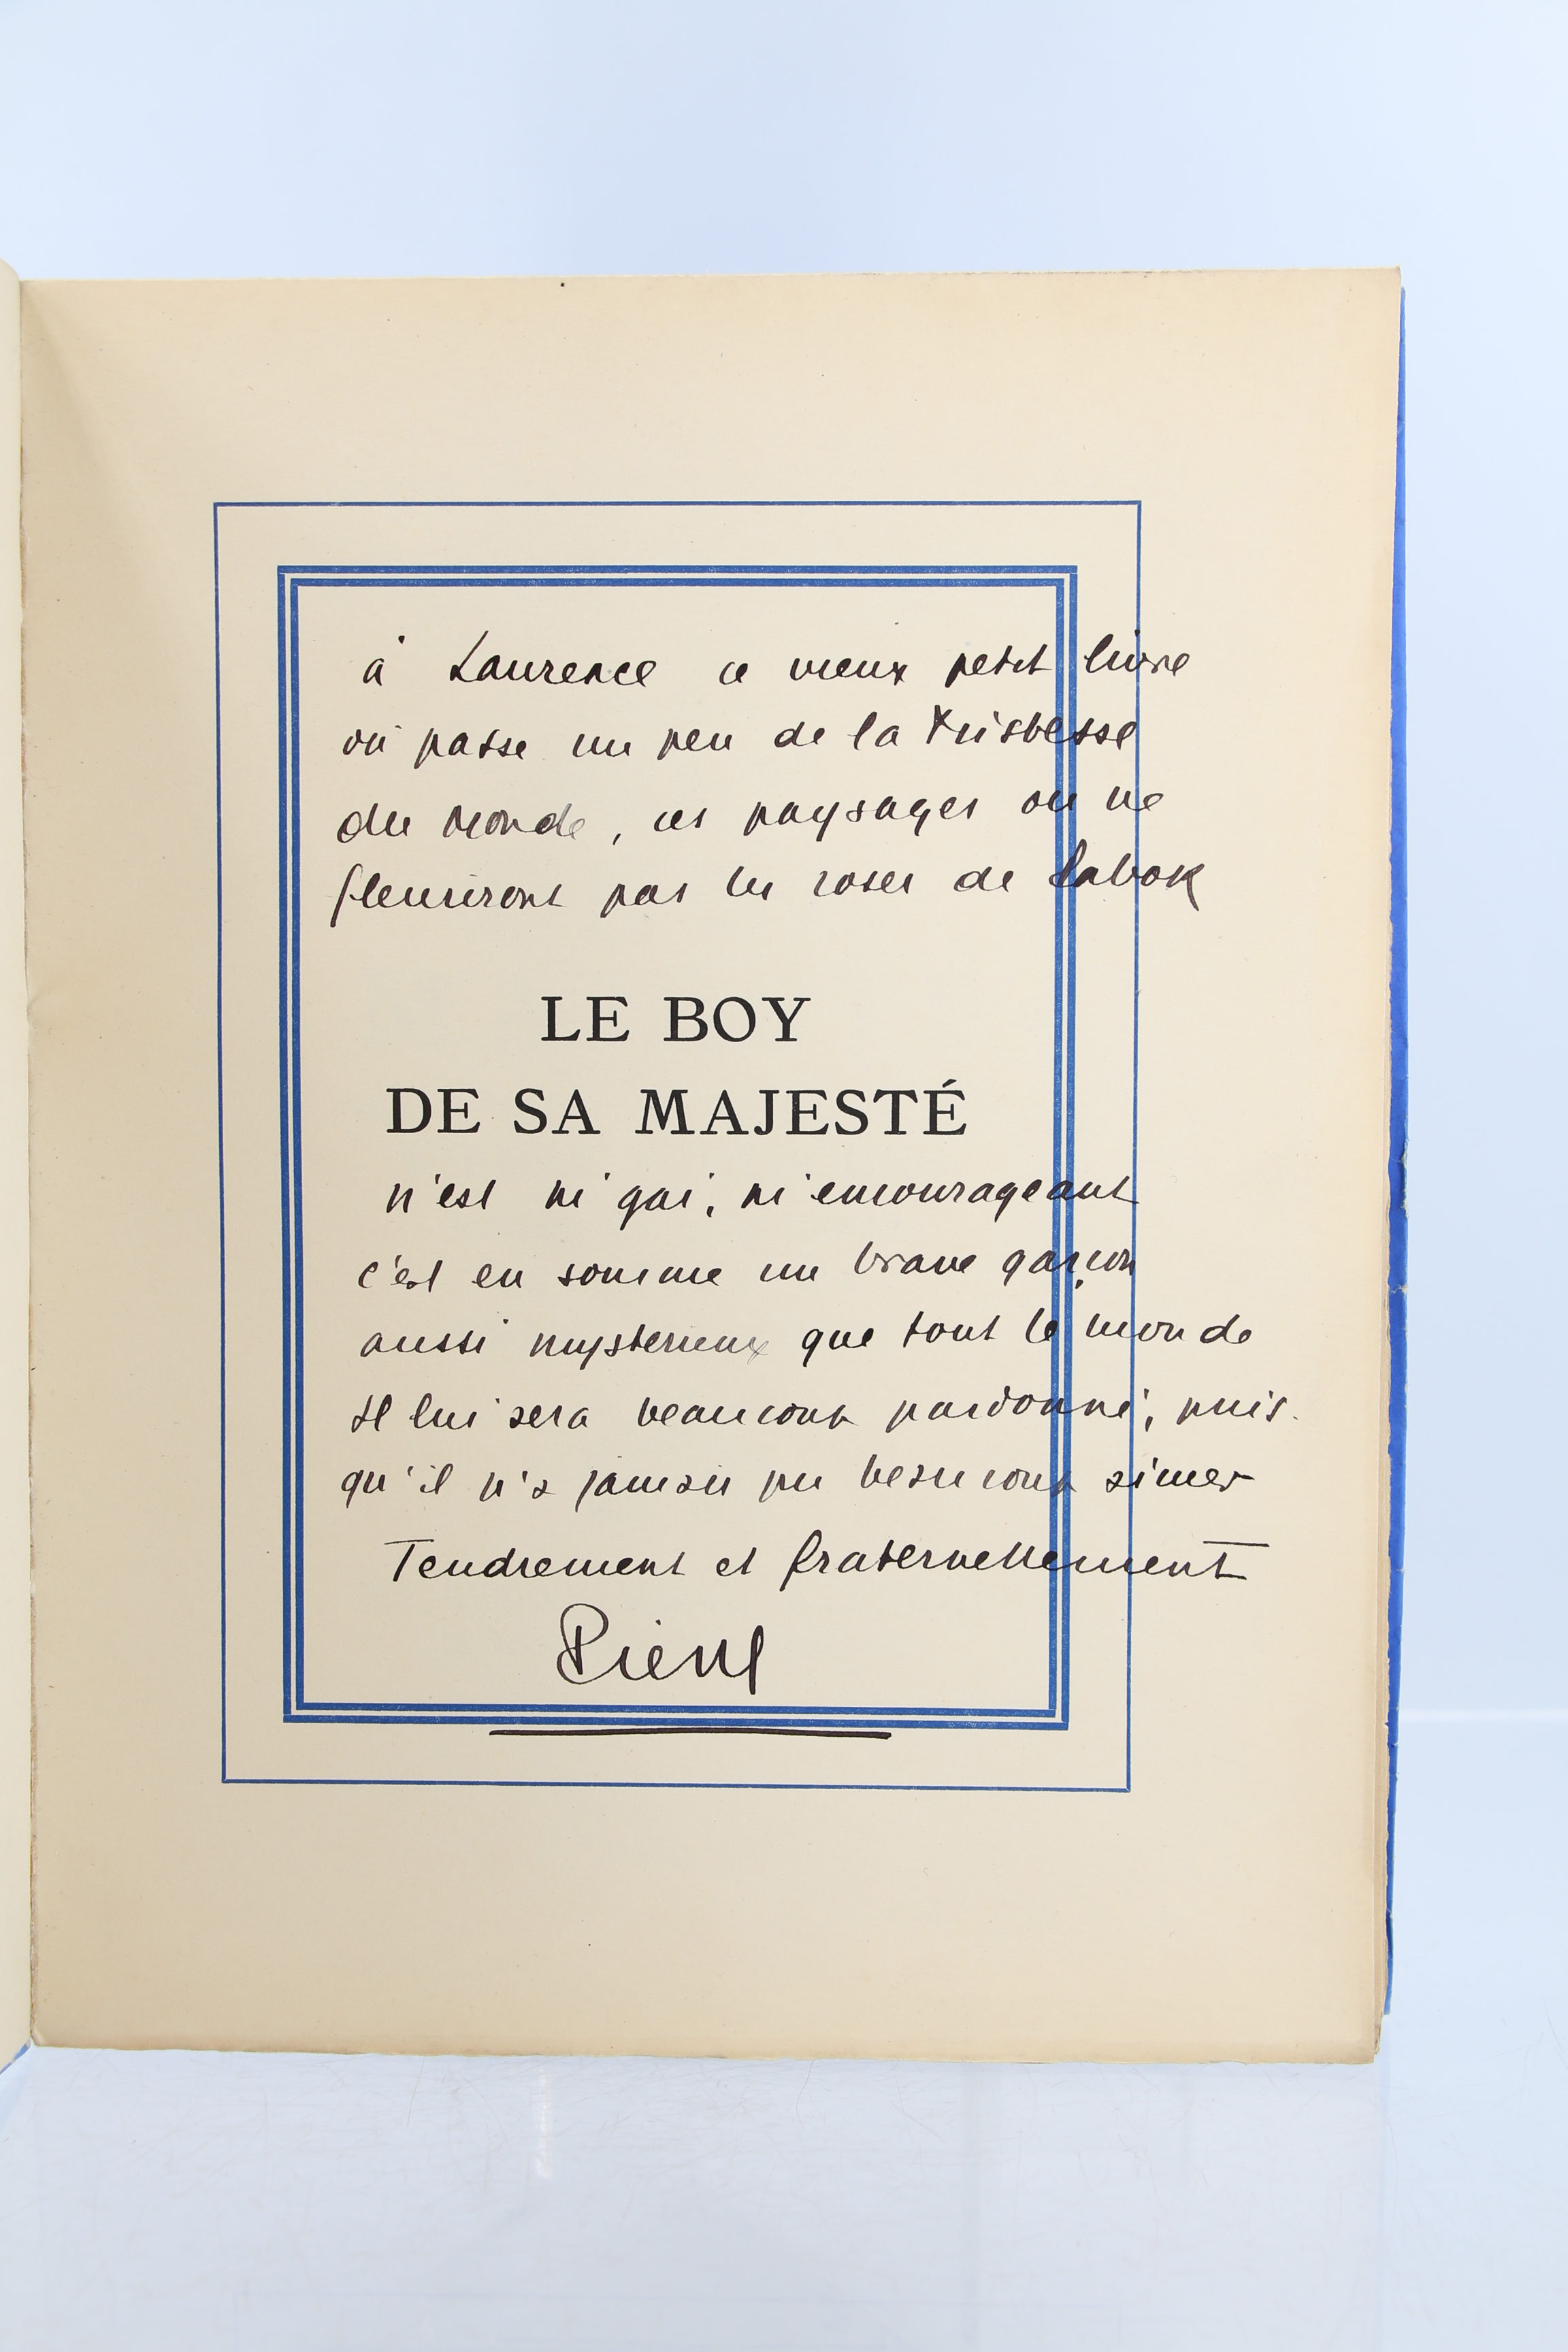 à Laurence ce vieux petit livre
où passe un peu de la tristesse
du monde, ces paysages où ne
fleuriront pas les roses de
LE BOY
DE SA MAJESTÉ
n'est ni gai, ni encourageant
c'est en somme un brave garçon
aussi mysterieux que tout le monde
Il lui sera beaucoup pardonné, puis-
qu'il n'a jamais pu beaucoup aimer
Tendrement et fraternellement